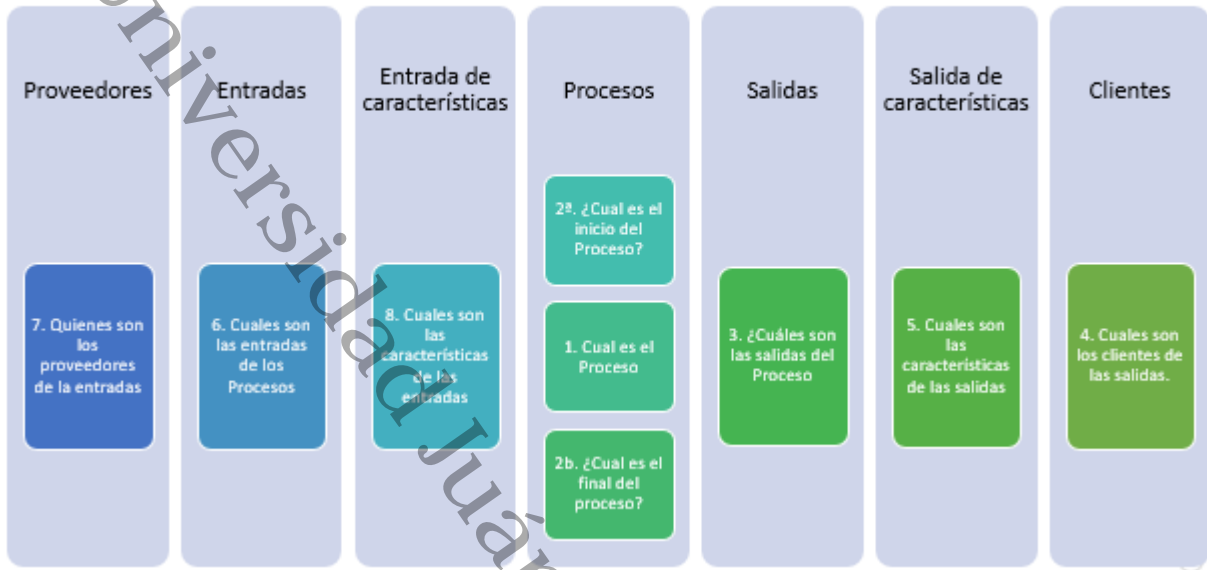 Proveedores
Entradas
Entrada de
características
Procesos
Salidas
Salida de
características
Clientes
7. Quienes son
los
proveedores
de la entradas
6. Cuales son
las entradas
de los
Procesos
8. Cuales son
las
características
de las
entradas
2ª. ¿Cual es el
inicio del
Proceso?
1. Cual es el
Proceso
2b. ¿Cual es el
final del
proceso?
3. ¿Cuáles son
las salidas del
Proceso
5. Cuales son
las
características
de las salidas
4. Cuales son
los clientes de
las salidas.
niversidad Juá